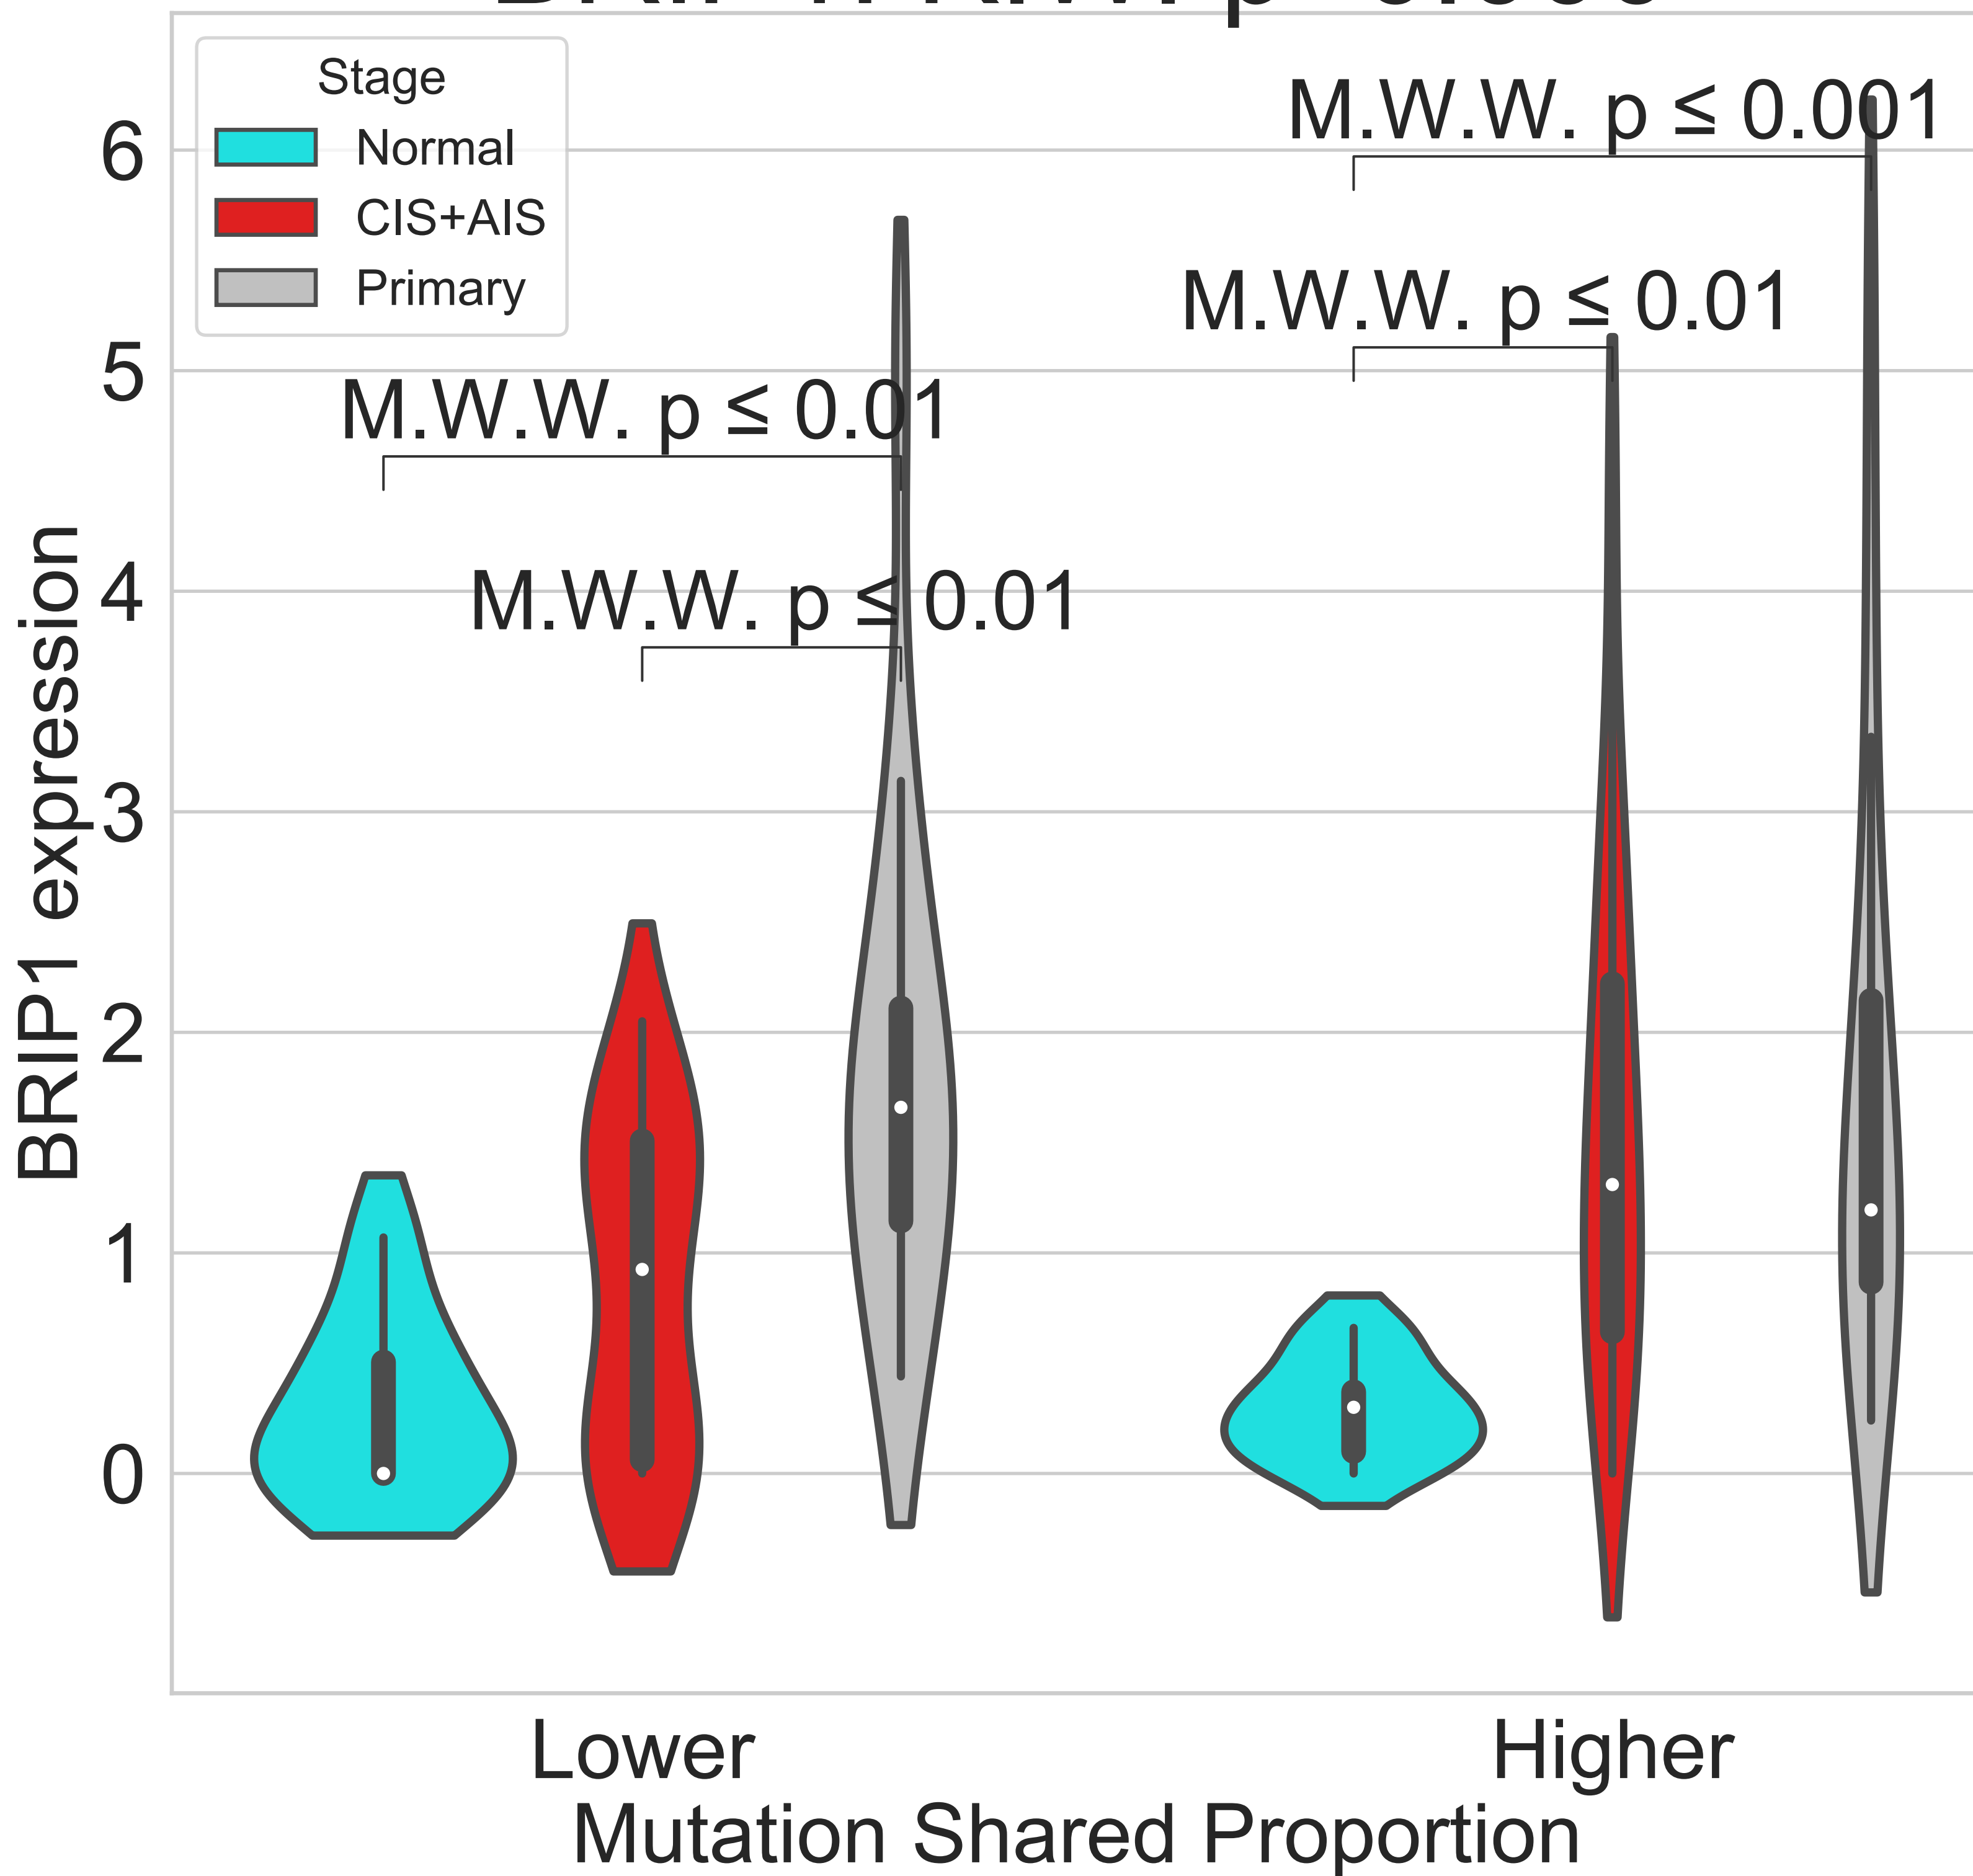 Stage
Normal
CIS+AIS
Primary
M.W.W. p ≤ 0.001
M.W.W. p ≤ 0.01
M.W.W. p ≤ 0.01
M.W.W. p ≤ 0.01
BRIP1 expression
6
5
4
3
2
1
0
Lower
Higher
Mutation Shared Proportion